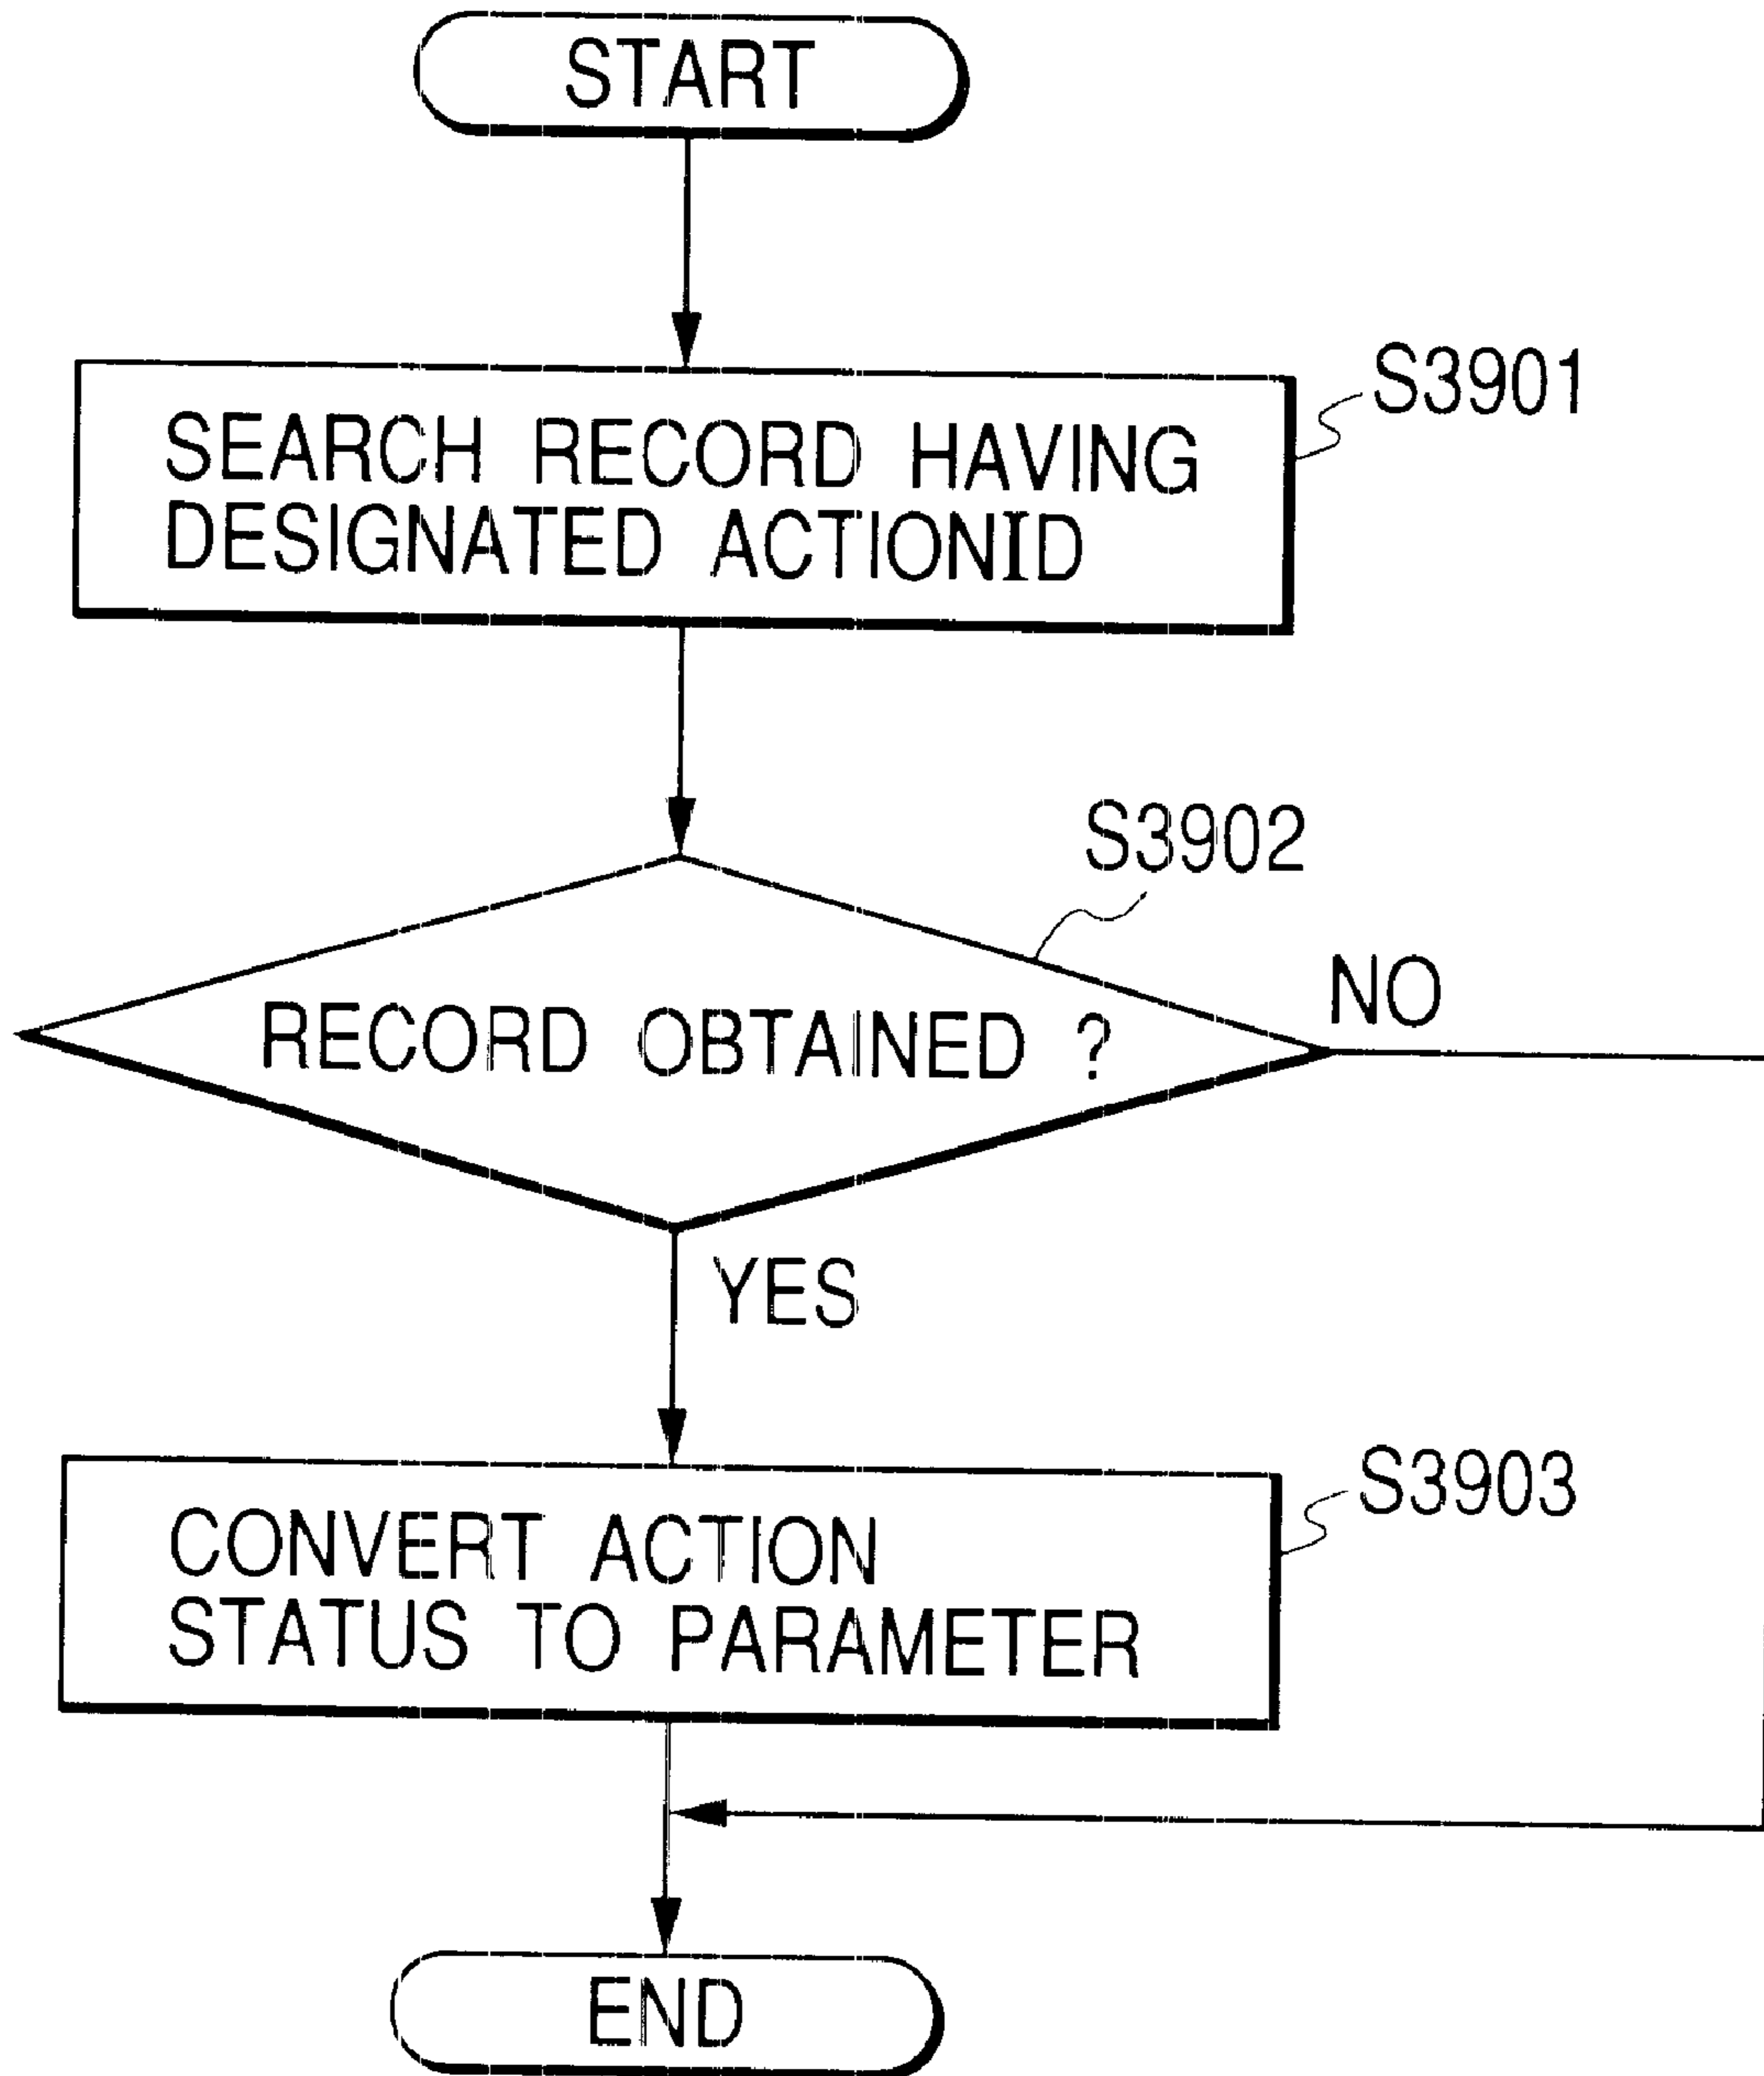 START
S3901
SEARCH RECORD HAVING
DESIGNATED ACTIONID
S3902
RECORD OBTAINED ?
NO
YES
S3903
CONVERT ACTION
STATUS TO PARAMETER
END